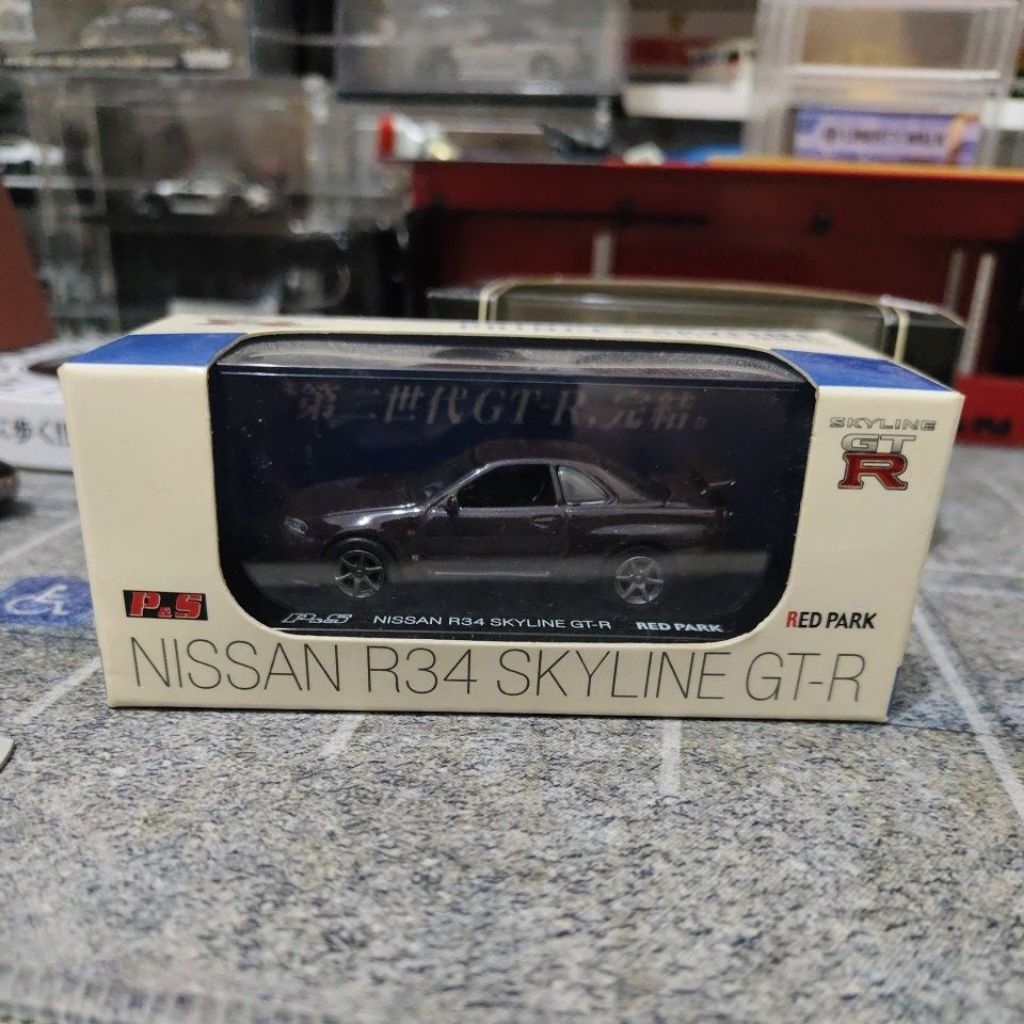 第二世代GT-R,完結。
SKYLINE
GT
R
P&S
P&S NISSAN R34 SKYLINE GT-R RED PARK
RED PARK
NISSAN R34 SKYLINE GT-R